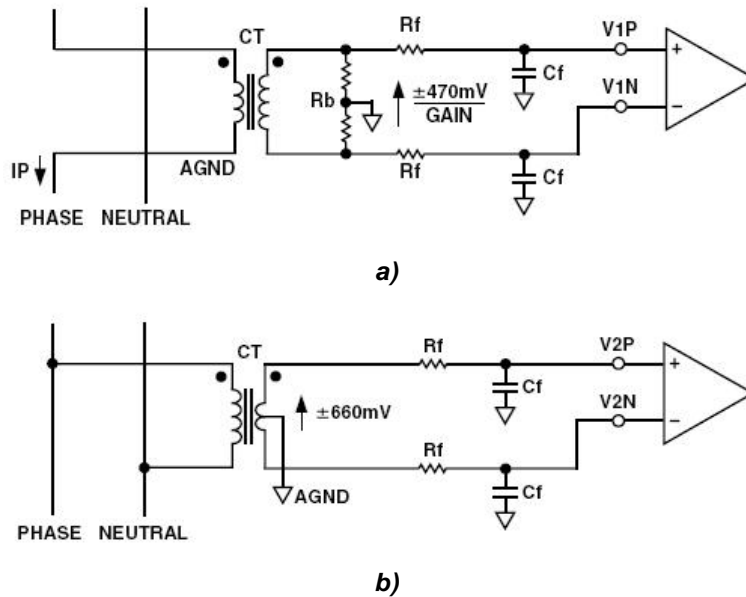 CT
Rf
V1P
+
Cf
Rb
±470mV
GAIN
V1N
−
IP
AGND
Rf
Cf
PHASE
NEUTRAL
a)
CT
Rf
V2P
+
Cf
±660mV
V2N
−
Rf
AGND
Cf
PHASE
NEUTRAL
b)